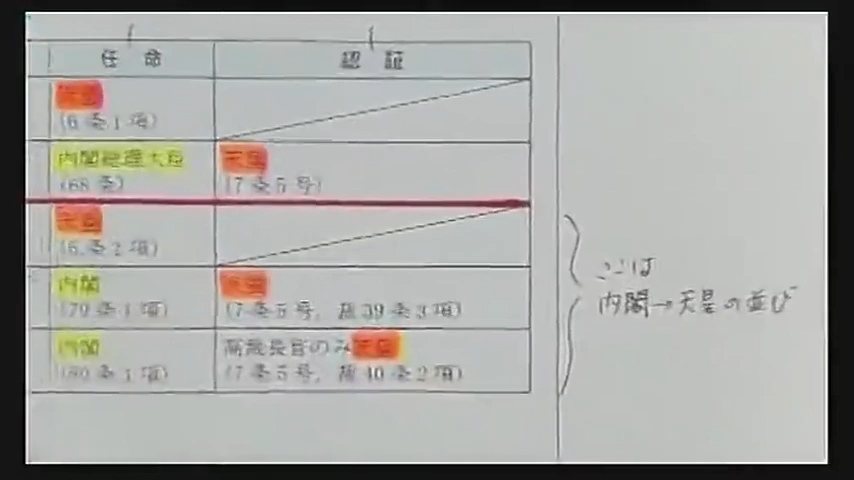 任命 認証
天皇
(6条1項)
内閣総理大臣 天皇
(68条) (7条5号)
天皇
(6条2項)
内閣 天皇
(79条1項) (7条5号, 裁39条3項)
内閣 高裁長官のみ天皇
(80条1項) (7条5号, 裁40条2項)
ここは
内閣→天皇の並び